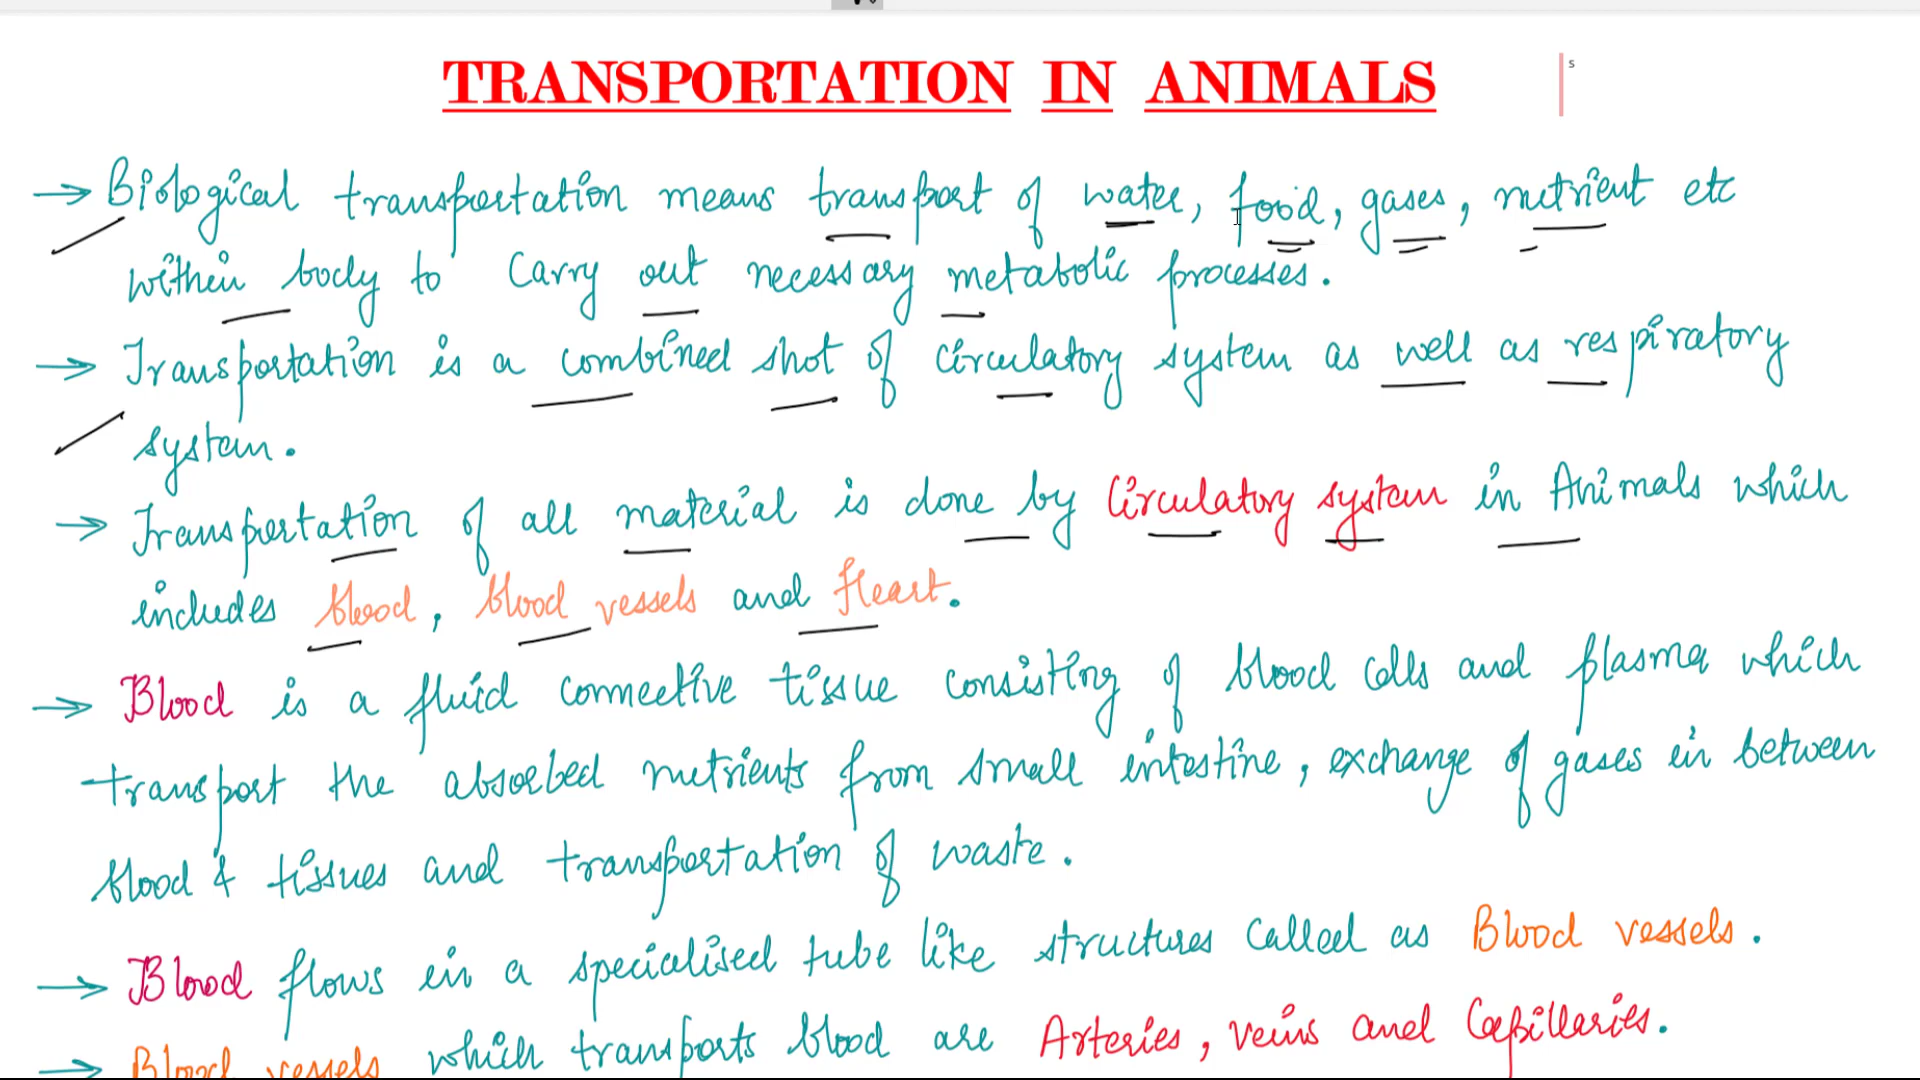 TRANSPORTATION IN ANIMALS
s
→ Biological transportation means transport of water, food, gases, nutrient etc
within body to carry out necessary metabolic processes.
→ Transportation is a combined shot of circulatory system as well as respiratory
system.
→ Transportation of all material is done by Circulatory system in Animals which
includes blood, blood vessels and Heart.
→ Blood is a fluid connective tissue consisting of blood cells and plasma which
transport the absorbed nutrients from small intestine, exchange of gases in between
blood & tissues and transportation of waste.
→ Blood flows in a specialised tube like structures called as Blood vessels.
→ Blood vessels which transports blood are Arteries, veins and Capillaries.